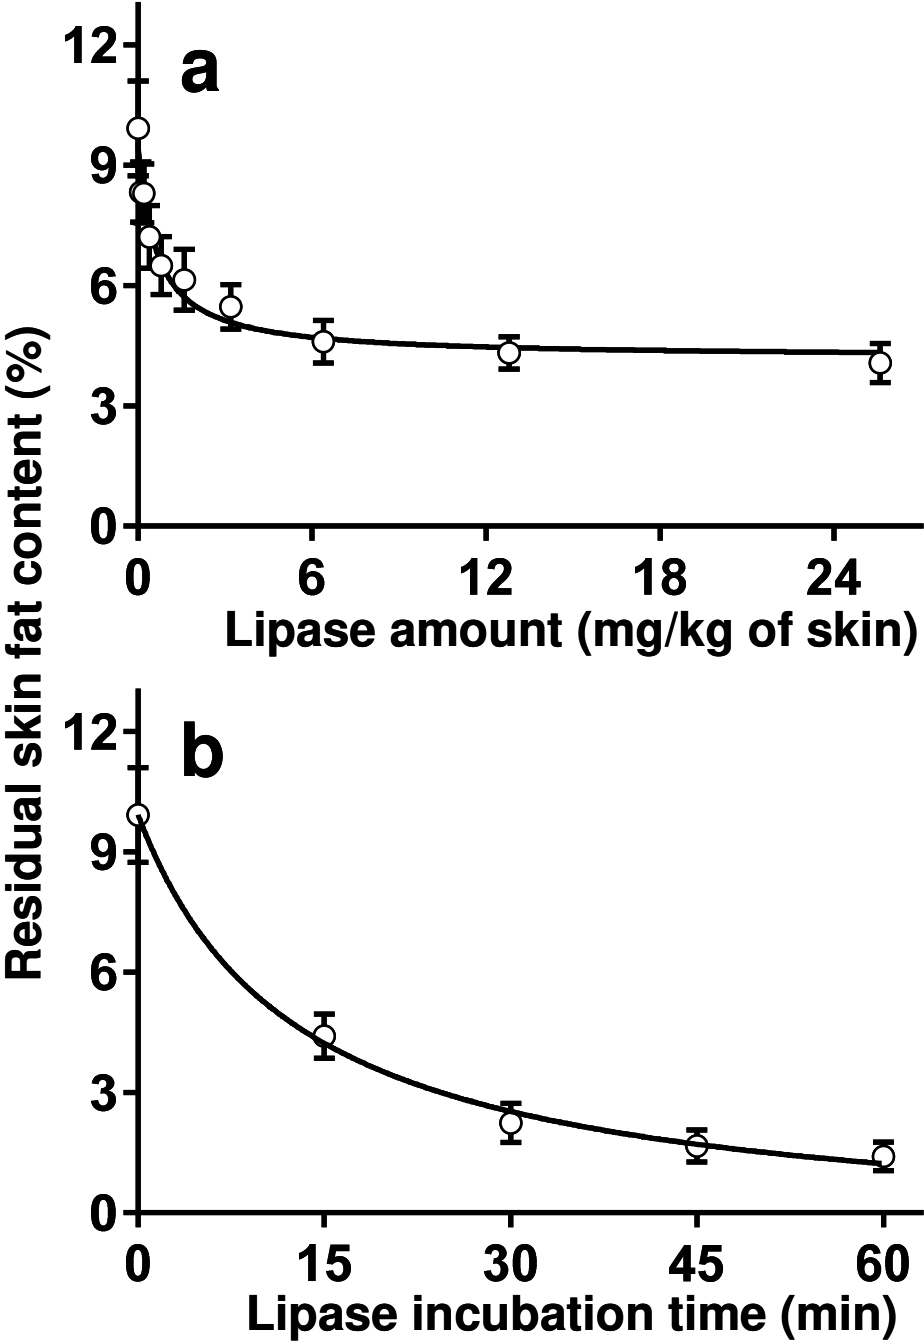 Residual skin fat content (%)
a
12
9
6
3
0
0 6 12 18 24
Lipase amount (mg/kg of skin)
b
12
9
6
3
0
0 15 30 45 60
Lipase incubation time (min)